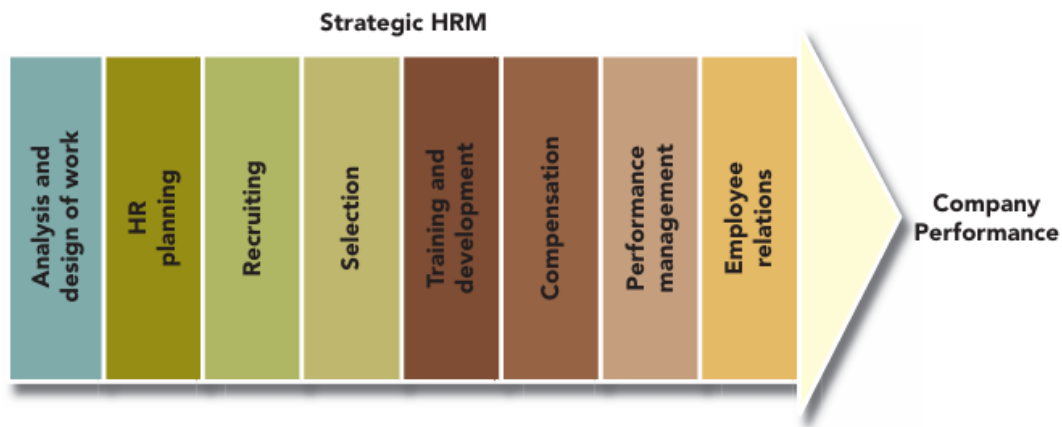 Strategic HRM
Analysis and
design of work
HR
planning
Recruiting
Selection
Training and
development
Compensation
Performance
management
Employee
relations
Company
Performance